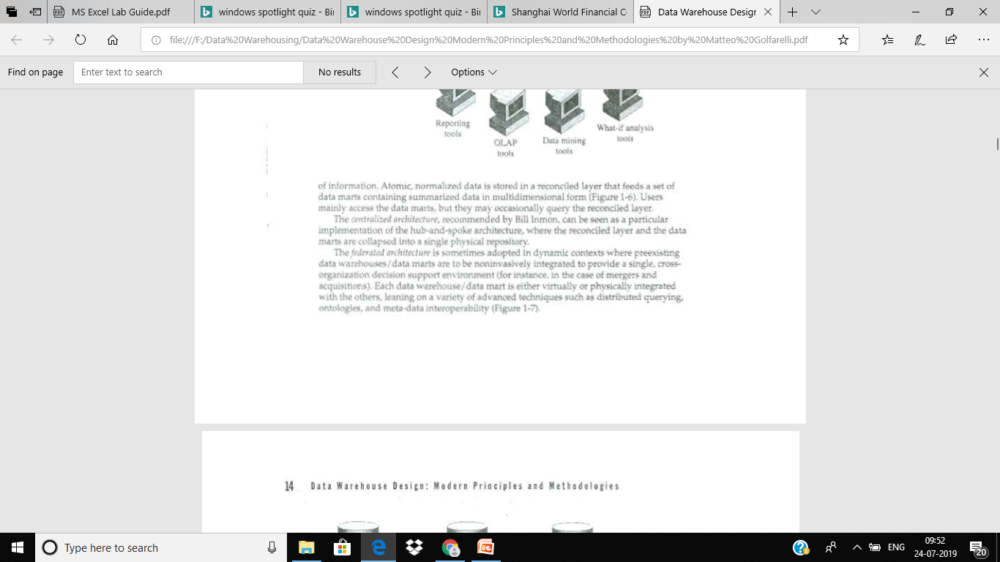 MS Excel Lab Guide.pdf
windows spotlight quiz - Bi
windows spotlight quiz - Bi
Shanghai World Financial C
Data Warehouse Design
file:///F:/Data%20Warehousing/Data%20Warehouse%20Design%20Modern%20Principles%20and%20Methodologies%20by%20Matteo%20Golfarelli.pdf
Find on page
Enter text to search
No results
Options
Reporting
tools
OLAP
tools
Data mining
tools
What-if analysis
tools
of information. Atomic, normalized data is stored in a reconciled layer that feeds a set of
data marts containing summarized data in multidimensional form (Figure 1-6). Users
mainly access the data marts, but they may occasionally query the reconciled layer.
The centralized architecture, recommended by Bill Inmon, can be seen as a particular
implementation of the hub-and-spoke architecture, where the reconciled layer and the data
marts are collapsed into a single physical repository.
The federated architecture is sometimes adopted in dynamic contexts where preexisting
data warehouses/data marts are to be noninvasively integrated to provide a single, cross-
organization decision support environment (for instance, in the case of mergers and
acquisitions). Each data warehouse/data mart is either virtually or physically integrated
with the others, leaning on a variety of advanced techniques such as distributed querying,
ontologies, and meta-data interoperability (Figure 1-7).
14 Data Warehouse Design: Modern Principles and Methodologies
Type here to search
ENG
09:52
24-07-2019
20